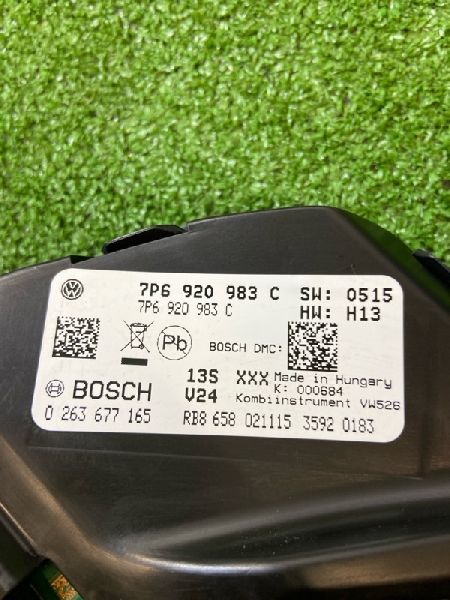 7P6 920 983 C SW: 0515
7P6 920 983 C HW: H13
Pb
BOSCH DMC:
BOSCH 13S XXX Made in Hungary
V24 K: 000684
Kombiinstrument VW526
0 263 677 165 RB8 658 021115 3592 0183